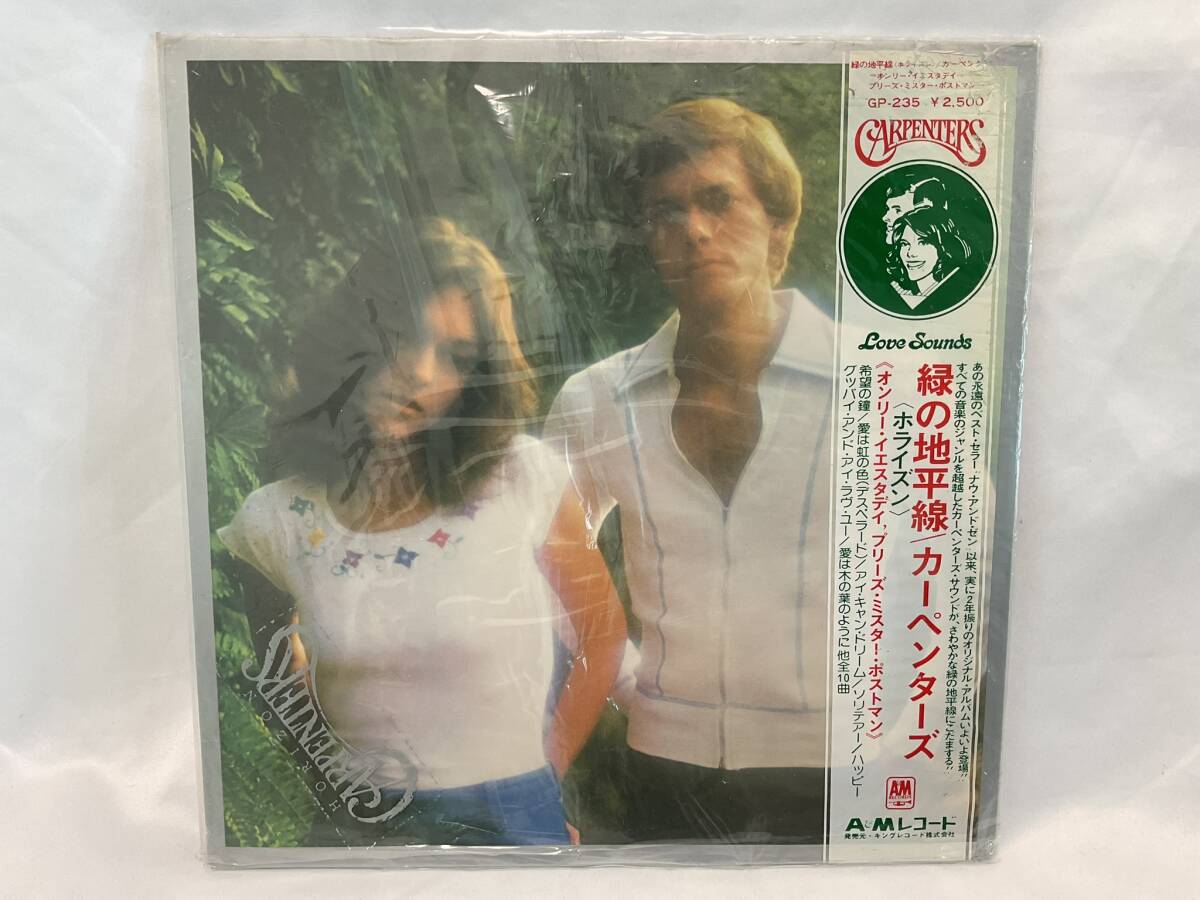 緑の地平線(ホライズン)/カーペンターズ
=オンリー・イエスタデイ
プリーズ・ミスター・ポストマン=
GP-235 ¥2,500
CARPENTERS
Love Sounds
あの永遠のベスト・セラー"ナウ・アンド・ゼン"以来、実に2年振りのオリジナル・アルバムいよいよ登場!!
すべての音楽のジャンルを超越したカーペンターズ・サウンドが、さわやかな緑の地平線にこだまする!!
緑の地平線/カーペンターズ
〈ホライズン〉
《オンリー・イエスタデイ,プリーズ・ミスター・ポストマン》
希望の鐘/愛は虹の色(デスペラード)/アイ・キャン・ドリーム/ソリテアー/ハッピー
グッバイ・アンド・アイ・ラヴ・ユー/愛は木の葉のように 他全10曲
A&M
RECORDS
A&Mレコード
発売元・キングレコード株式会社
CARPENTERS
HORIZON